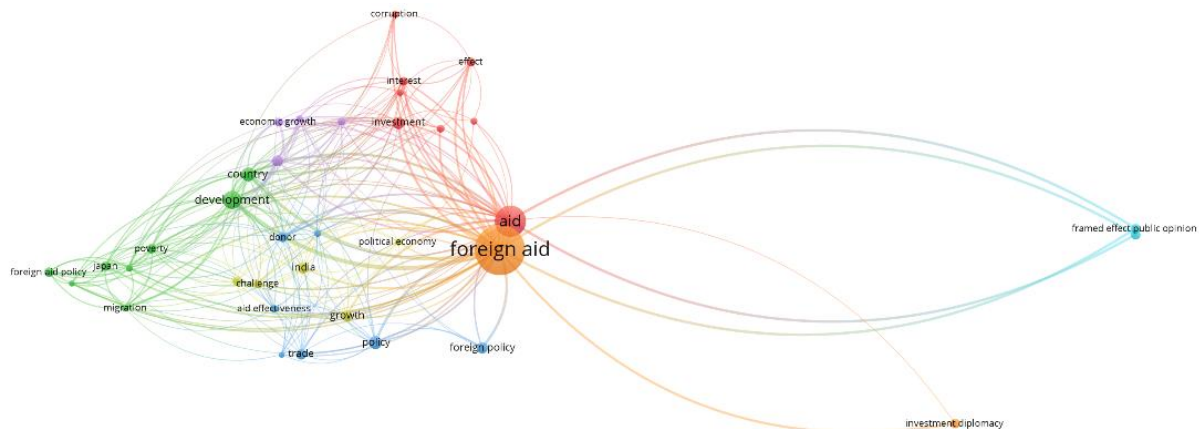 corruption
effect
interest
economic growth
investment
country
development
aid
framed effect public opinion
donor
political economy
foreign aid
poverty
japan
india
foreign aid policy
challenge
migration
aid effectiveness
growth
policy
foreign policy
trade
investment diplomacy